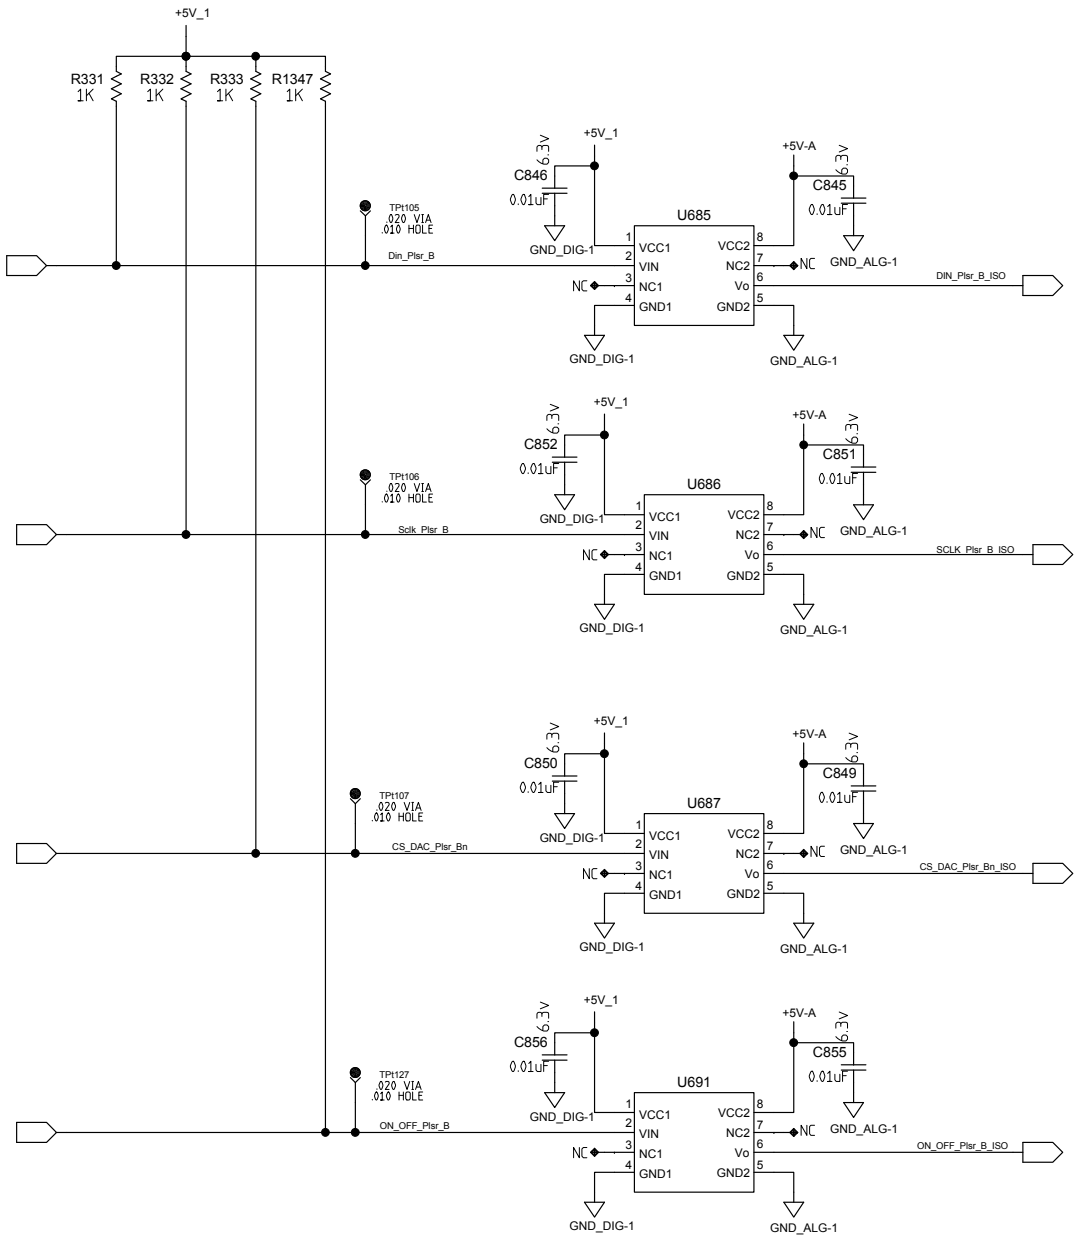 +5V_1
R331
1K
R332
1K
R333
1K
R1347
1K
+5V_1
6.3V
C846
0.01uF
GND_DIG-1
+5V-A
6.3V
C845
0.01uF
GND_ALG-1
TPt105
.020 VIA
.010 HOLE
Din_Plsr_B
U685
1 VCC1 VCC2 8
2 VIN NC2 7 NC
NC 3 NC1 Vo 6
4 GND1 GND2 5
DIN_Plsr_B_ISO
GND_DIG-1
GND_ALG-1
+5V_1
6.3V
C852
0.01uF
GND_DIG-1
+5V-A
6.3V
C851
0.01uF
GND_ALG-1
TPt106
.020 VIA
.010 HOLE
Sclk_Plsr_B
U686
1 VCC1 VCC2 8
2 VIN NC2 7 NC
NC 3 NC1 Vo 6
4 GND1 GND2 5
SCLK_Plsr_B_ISO
GND_DIG-1
GND_ALG-1
+5V_1
6.3V
C850
0.01uF
GND_DIG-1
+5V-A
6.3V
C849
0.01uF
GND_ALG-1
TPt107
.020 VIA
.010 HOLE
CS_DAC_Plsr_Bn
U687
1 VCC1 VCC2 8
2 VIN NC2 7 NC
NC 3 NC1 Vo 6
4 GND1 GND2 5
CS_DAC_Plsr_Bn_ISO
GND_DIG-1
GND_ALG-1
+5V_1
6.3V
C856
0.01uF
GND_DIG-1
+5V-A
6.3V
C855
0.01uF
GND_ALG-1
TPt127
.020 VIA
.010 HOLE
ON_OFF_Plsr_B
U691
1 VCC1 VCC2 8
2 VIN NC2 7 NC
NC 3 NC1 Vo 6
4 GND1 GND2 5
ON_OFF_Plsr_B_ISO
GND_DIG-1
GND_ALG-1